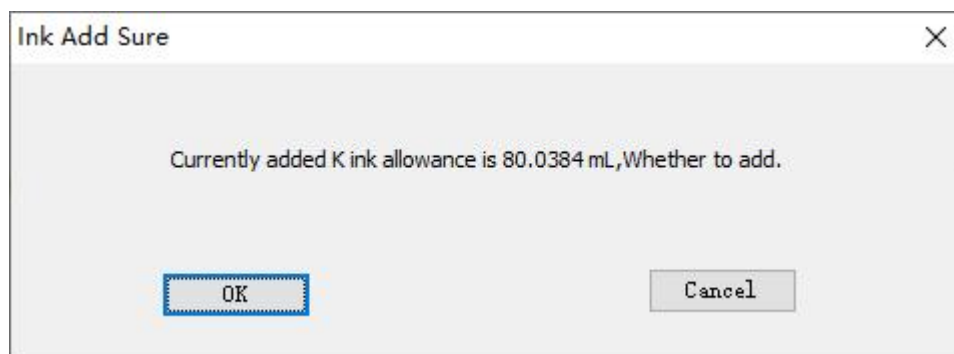 Ink Add Sure
Currently added K ink allowance is 80.0384 mL,Whether to add.
OK
Cancel